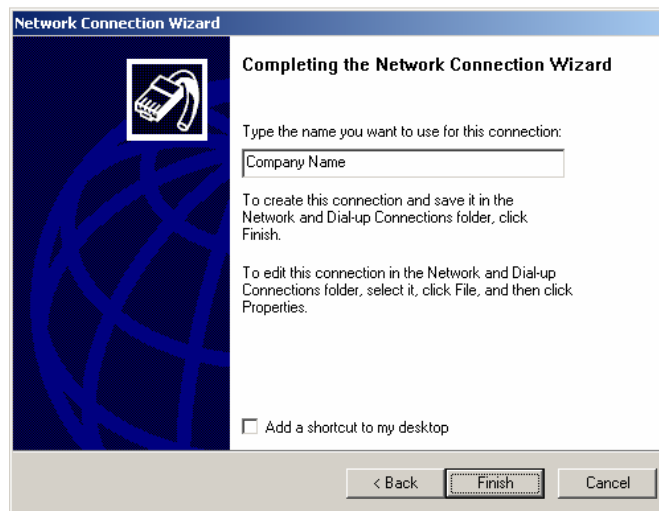 Network Connection Wizard
Completing the Network Connection Wizard
Type the name you want to use for this connection:
Company Name
To create this connection and save it in the
Network and Dial-up Connections folder, click
Finish.
To edit this connection in the Network and Dial-up
Connections folder, select it, click File, and then click
Properties.
Add a shortcut to my desktop
< Back Finish Cancel